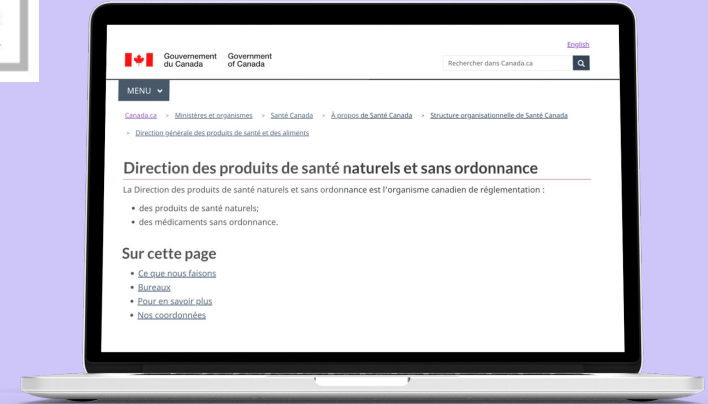 English
Gouvernement du Canada
Government of Canada
Rechercher dans Canada.ca
MENU
Canada.ca > Ministères et organismes > Santé Canada > À propos de Santé Canada > Structure organisationnelle de Santé Canada
> Direction générale des produits de santé et des aliments
Direction des produits de santé naturels et sans ordonnance
La Direction des produits de santé naturels et sans ordonnance est l'organisme canadien de réglementation :
• des produits de santé naturels;
• des médicaments sans ordonnance.
Sur cette page
• Ce que nous faisons
• Bureaux
• Pour en savoir plus
• Nos coordonnées